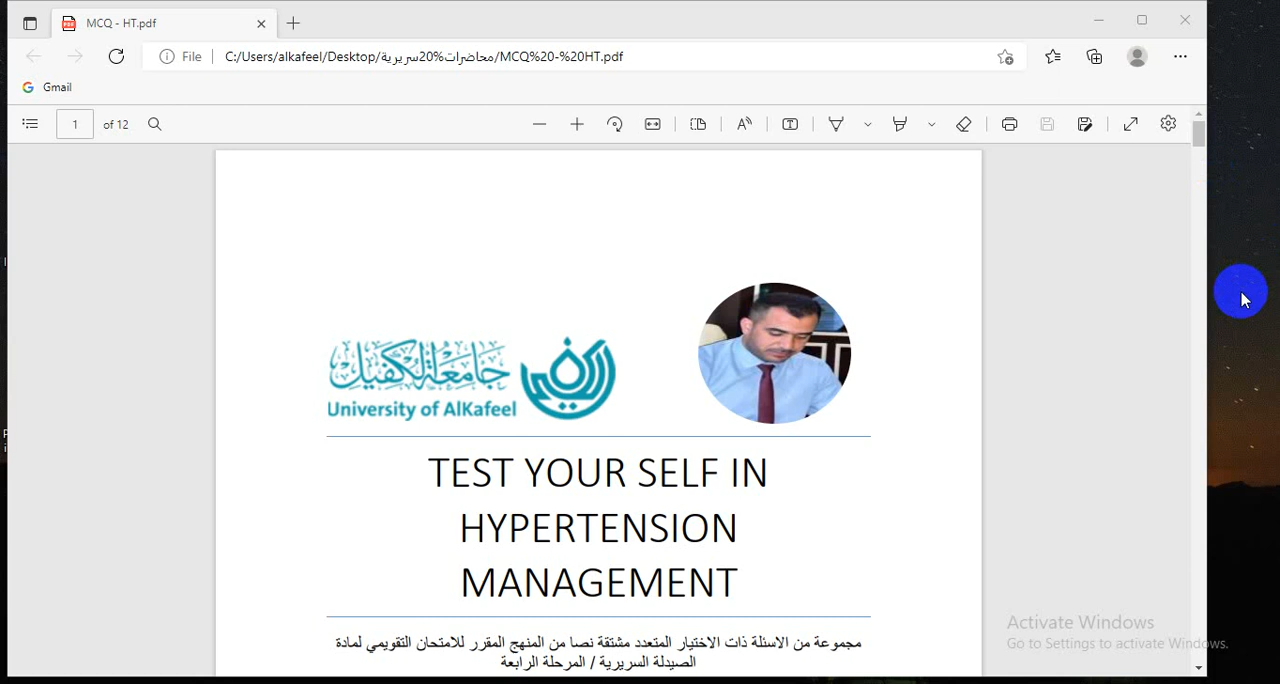 MCQ - HT.pdf
File
C:/Users/alkafeel/Desktop/محاضرات%20سريرية/MCQ%20-%20HT.pdf
Gmail
1 of 12
جامعة الكفيل
University of AlKafeel
الكفيل
TEST YOUR SELF IN
HYPERTENSION
MANAGEMENT
مجموعة من الاسئلة ذات الاختيار المتعدد مشتقة نصا من المنهج المقرر للامتحان التقويمي لمادة
الصيدلة السريرية / المرحلة الرابعة
Activate Windows
Go to Settings to activate Windows.